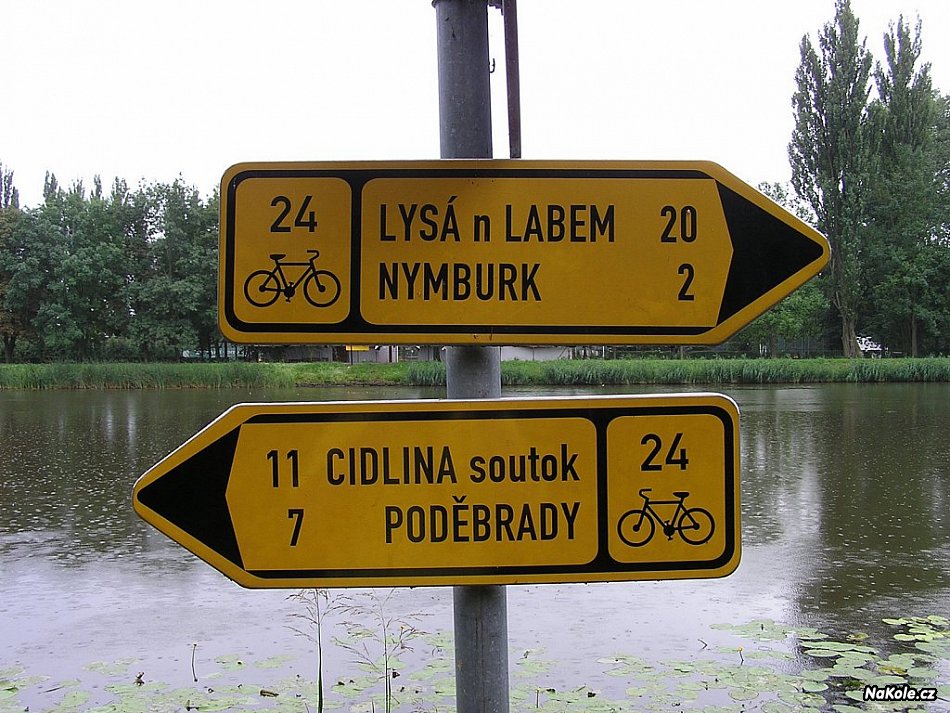 24
LYSÁ n LABEM 20
NYMBURK 2
11 CIDLINA soutok
7 PODĚBRADY
24
NaKole.cz